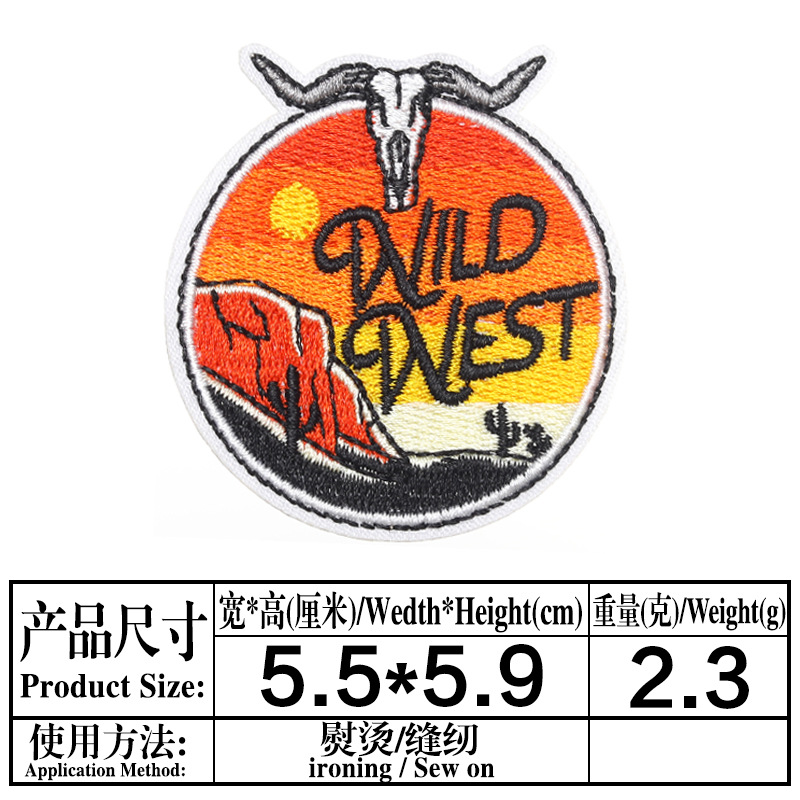 WILD
WEST
产品尺寸
Product Size:
宽*高(厘米)/Wedth*Height(cm)
重量(克)/Weight(g)
5.5*5.9
2.3
使用方法:
Application Method:
熨烫/缝纫
ironing / Sew on